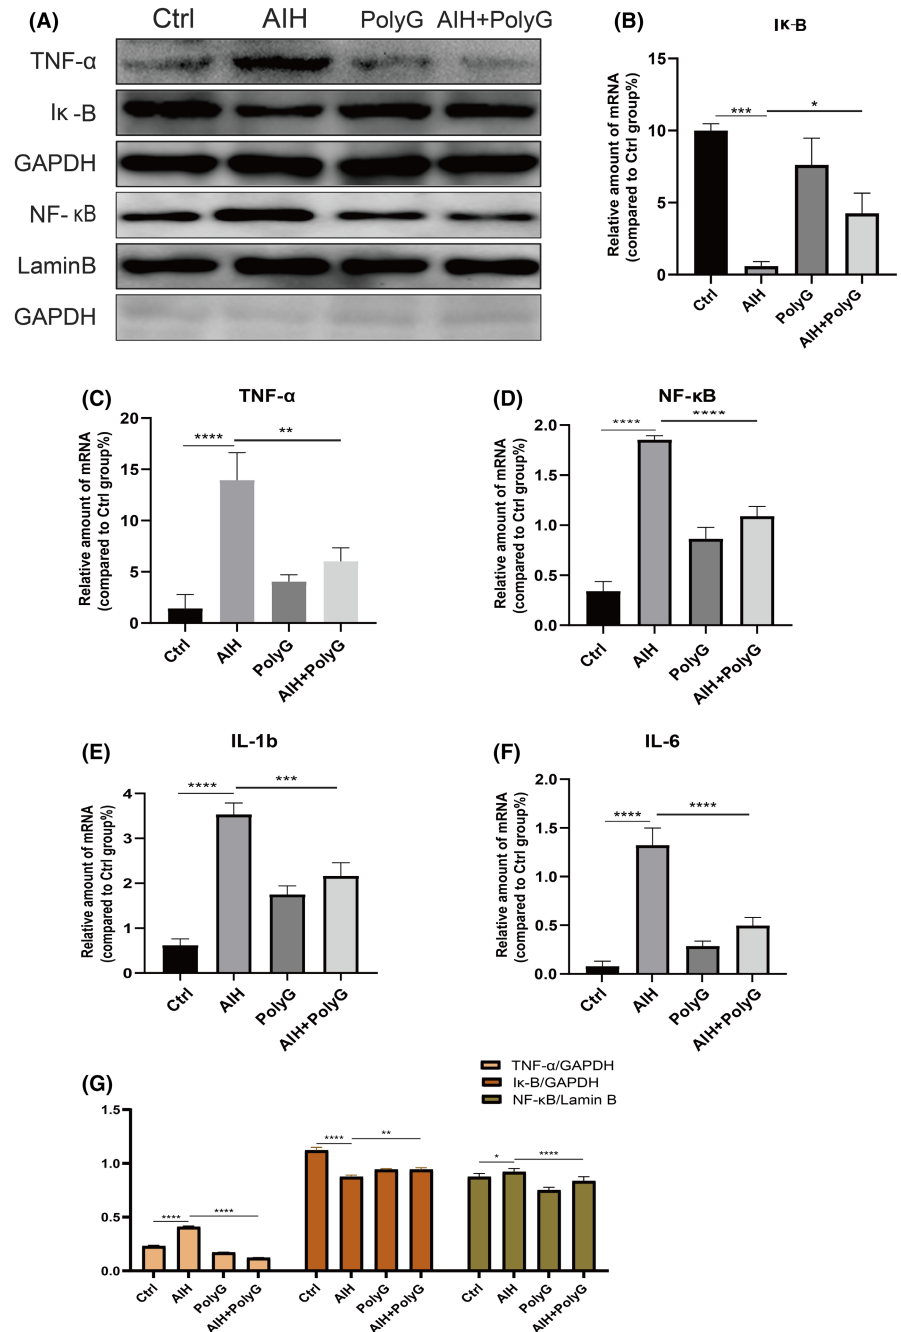 (A) Ctrl AIH PolyG AIH+PolyG
TNF-α
Iκ-B
GAPDH
NF-κB
LaminB
GAPDH
(B) Iκ-B
Relative amount of mRNA
(compared to Ctrl group%)
15
10
5
0
*** *
Ctrl AIH PolyG AIH+PolyG
(C) TNF-α
Relative amount of mRNA
(compared to Ctrl group%)
20
15
10
5
0
**** **
Ctrl AIH PolyG AIH+PolyG
(D) NF-κB
Relative amount of mRNA
(compared to Ctrl group%)
2.0
1.5
1.0
0.5
0.0
**** ****
Ctrl AIH PolyG AIH+PolyG
(E) IL-1b
Relative amount of mRNA
(compared to Ctrl group%)
4
3
2
1
0
**** ***
Ctrl AIH PolyG AIH+PolyG
(F) IL-6
Relative amount of mRNA
(compared to Ctrl group%)
2.0
1.5
1.0
0.5
0.0
**** ****
Ctrl AIH PolyG AIH+PolyG
(G)
TNF-α/GAPDH
Iκ-B/GAPDH
NF-κB/Lamin B
1.5
1.0
0.5
0.0
**** **** **** ** * ****
Ctrl AIH PolyG AIH+PolyG Ctrl AIH PolyG AIH+PolyG Ctrl AIH PolyG AIH+PolyG